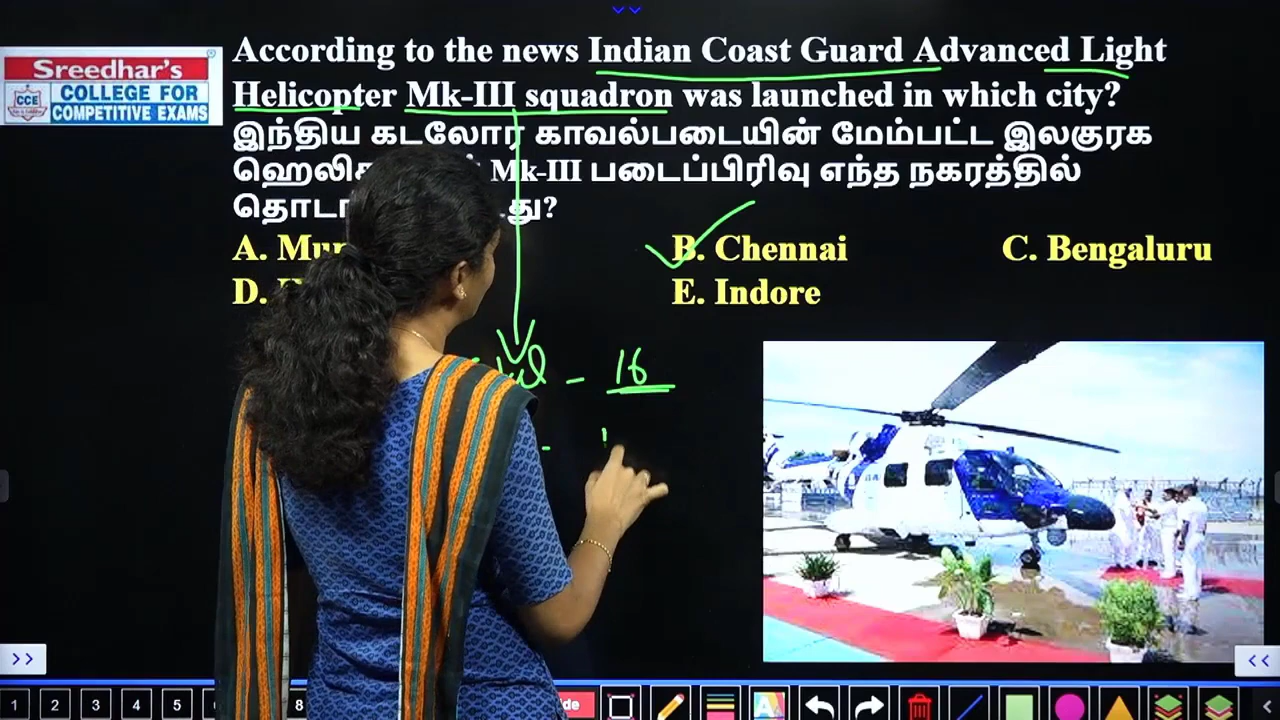 Sreedhar's
CCE
COLLEGE FOR
COMPETITIVE EXAMS
According to the news Indian Coast Guard Advanced Light
Helicopter Mk-III squadron was launched in which city?
இந்திய கடலோர காவல்படையின் மேம்பட்ட இலகுரக
Mk-III படைப்பிரிவு எந்த நகரத்தில்
A.
B. Chennai
C. Bengaluru
D.
E. Indore
- 16
>>
<<
1 2 3 4 5 8